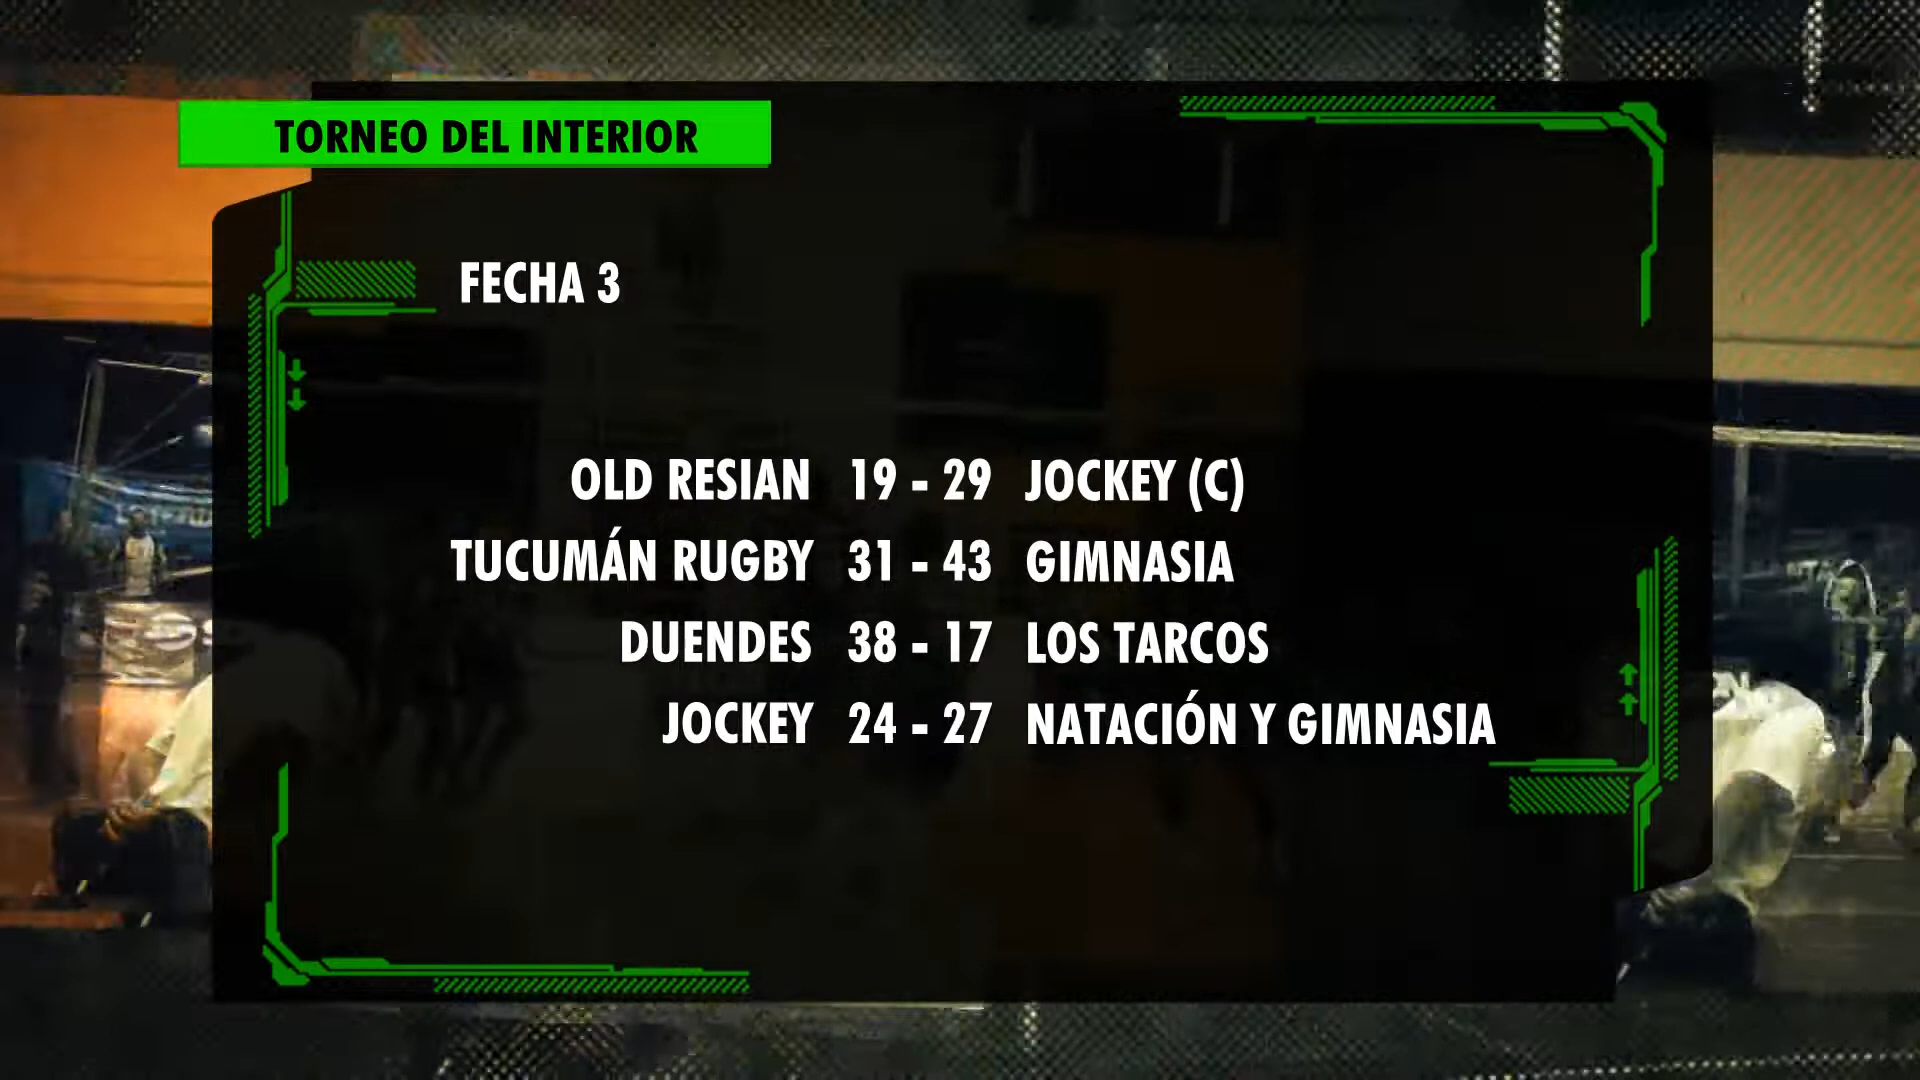 TORNEO DEL INTERIOR
FECHA 3
OLD RESIAN 19 - 29 JOCKEY (C)
TUCUMÁN RUGBY 31 - 43 GIMNASIA
DUENDES 38 - 17 LOS TARCOS
JOCKEY 24 - 27 NATACIÓN Y GIMNASIA